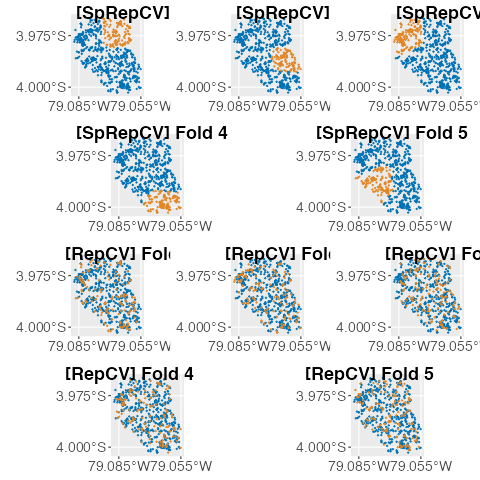 [SpRepCV] [SpRepCV] [SpRepCV
3.975°S 3.975°S 3.975°S
4.000°S 4.000°S 4.000°S
79.085°W79.055°W 79.085°W79.055°W 79.085°W79.055°W
[SpRepCV] Fold 4 [SpRepCV] Fold 5
3.975°S 3.975°S
4.000°S 4.000°S
79.085°W79.055°W 79.085°W79.055°W
[RepCV] Fol [RepCV] Fol [RepCV] Fo
3.975°S 3.975°S 3.975°S
4.000°S 4.000°S 4.000°S
79.085°W79.055°W 79.085°W79.055°W 79.085°W79.055°W
[RepCV] Fold 4 [RepCV] Fold 5
3.975°S 3.975°S
4.000°S 4.000°S
79.085°W79.055°W 79.085°W79.055°W